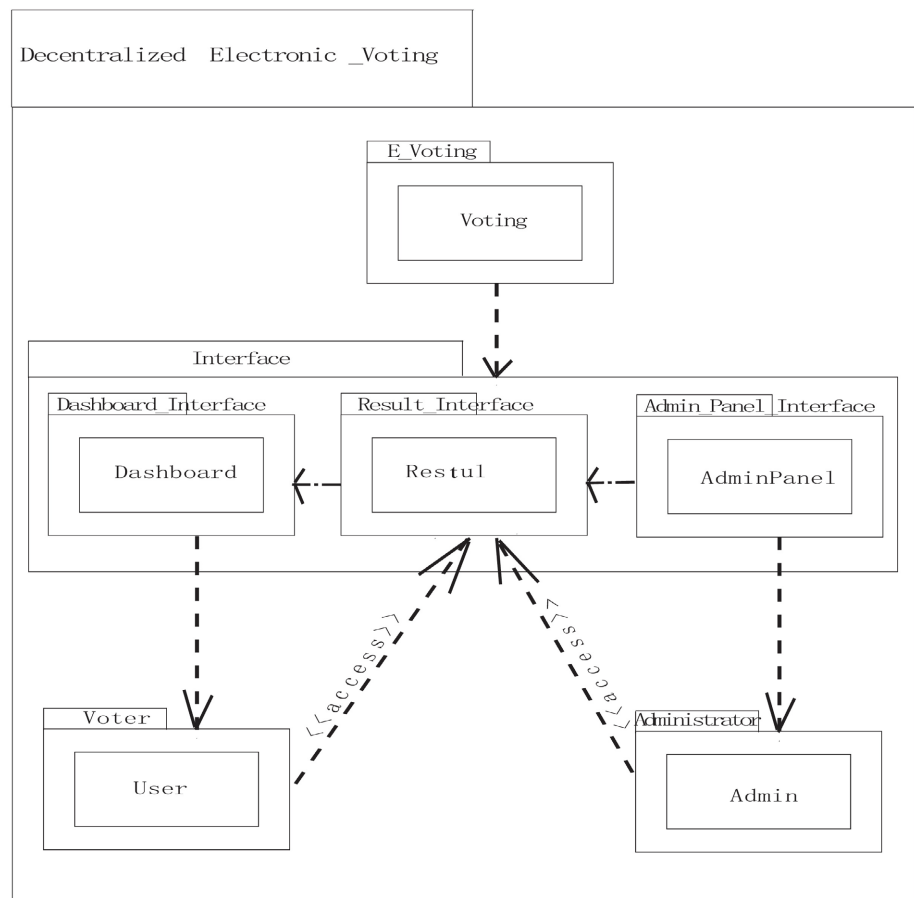 Decentralized Electronic _Voting
E_Voting
Voting
Interface
Dashboard_Interface
Result_Interface
Admin_Panel_Interface
Dashboard
Restul
AdminPanel
<<access>>
<<access>>
Voter
Administrator
User
Admin